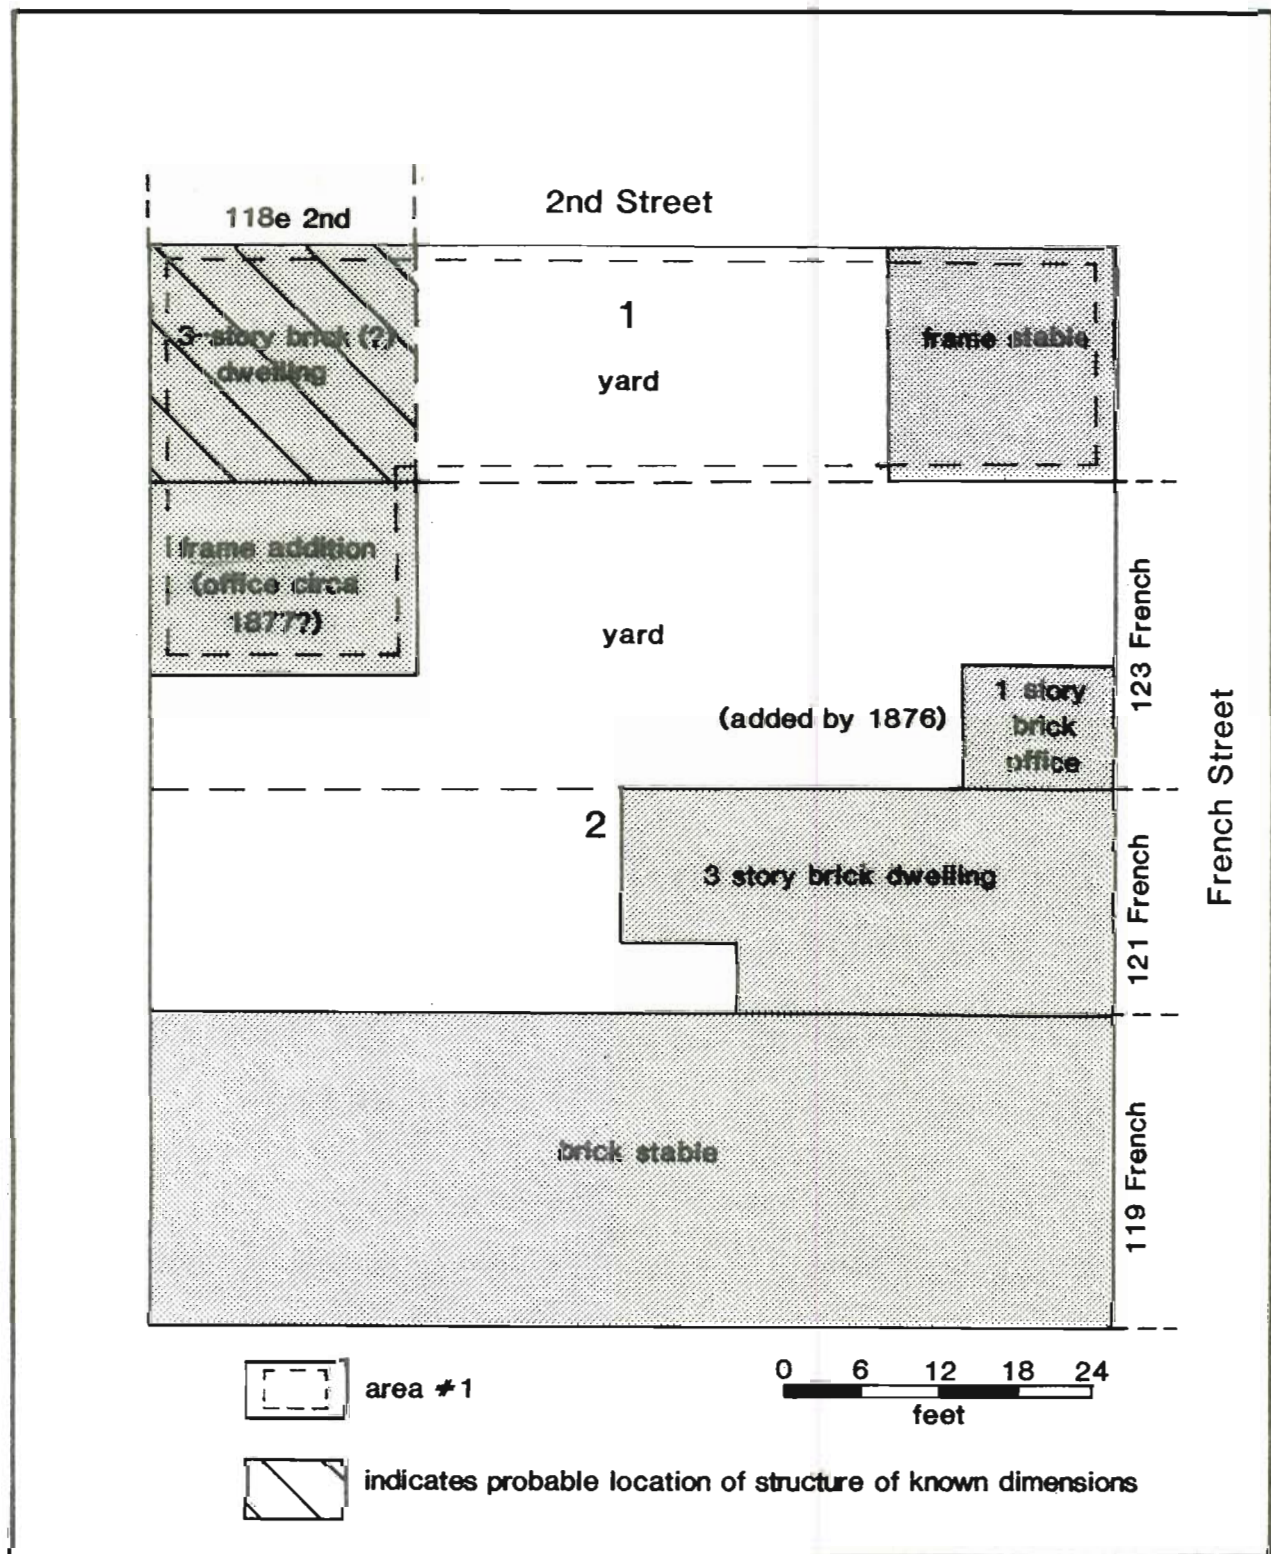 2nd Street
118e 2nd
1
yard
3-story brick (?)
dwelling
frame stable
frame addition
(office circa
1877?)
yard
123 French
(added by 1876)
1 story
brick
office
French Street
2
3 story brick dwelling
121 French
brick stable
119 French
area #1
0 6 12 18 24
feet
indicates probable location of structure of known dimensions